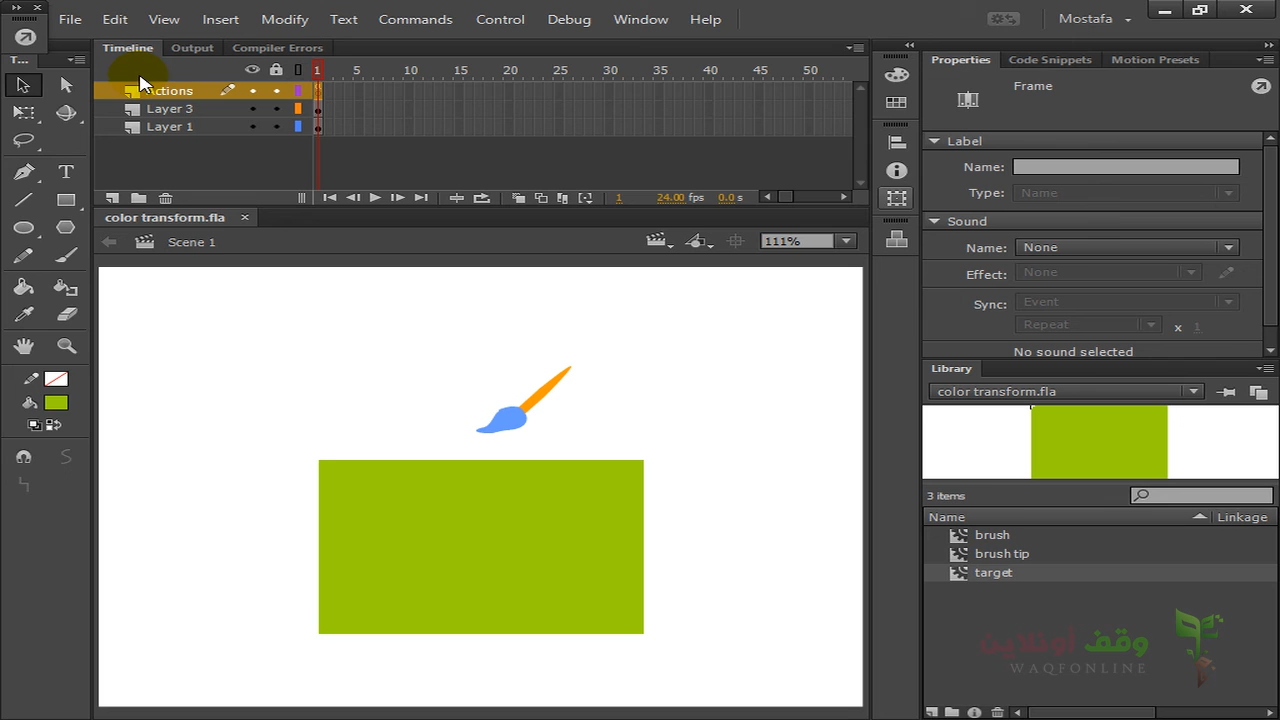 File Edit View Insert Modify Text Commands Control Debug Window Help
Mostafa
T...
Timeline Output Compiler Errors
1 5 10 15 20 25 30 35 40 45 50
ctions
Layer 3
Layer 1
1 24.00 fps 0.0 s
color transform.fla
Scene 1
111%
Properties Code Snippets Motion Presets
Frame
Label
Name:
Type: Name
Sound
Name: None
Effect: None
Sync: Event
Repeat x 1
No sound selected
Library
color transform.fla
3 items
Name Linkage
brush
brush tip
target
وقف أونلاين
WAQFONLINE